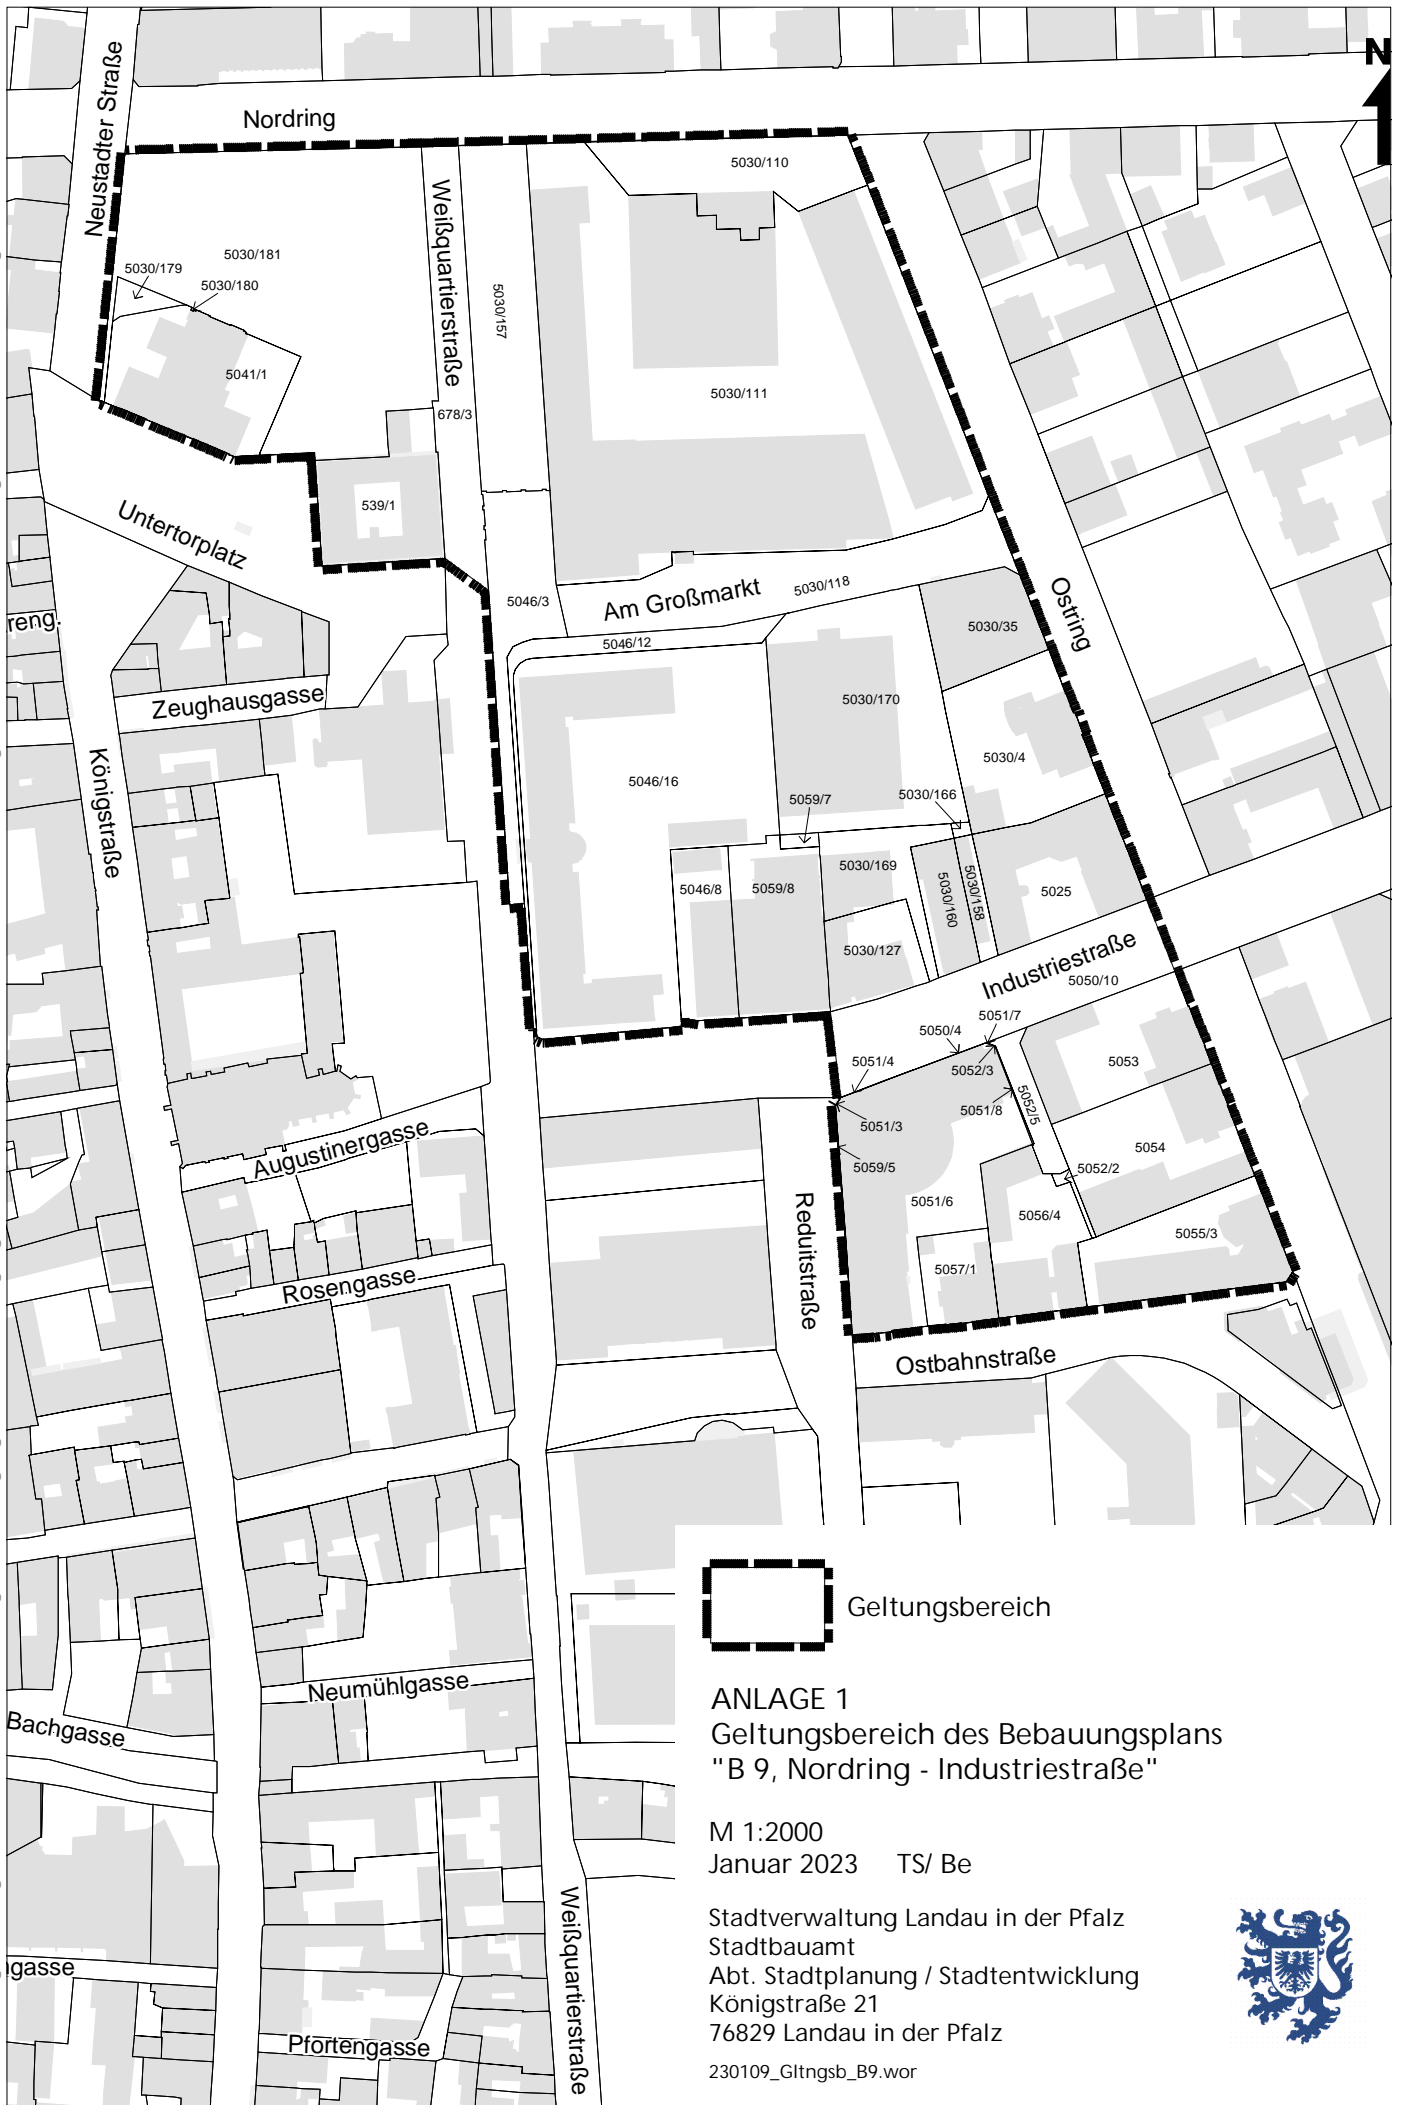 N
Nordring
Neustadter Straße
5030/110
Weißquartierstraße
5030/181
5030/179
5030/180
5030/157
5041/1
5030/111
678/3
539/1
Untertorplatz
Am Großmarkt
5030/118
5046/3
Ostring
5030/35
reng.
5046/12
Zeughausgasse
5030/170
Königstraße
5030/4
5046/16
5059/7
5030/166
5030/169
5046/8
5059/8
5030/160
5030/158
5025
5030/127
Industriestraße
5050/10
5051/7
5050/4
5051/4
5052/3
5053
5051/8
5052/5
5051/3
Augustinergasse
5054
5059/5
5052/2
5051/6
5056/4
5055/3
Reduitstraße
5057/1
Rosengasse
Ostbahnstraße
Neumühlgasse
Bachgasse
Weißquartierstraße
gasse
Pfortengasse
Geltungsbereich
ANLAGE 1
Geltungsbereich des Bebauungsplans
"B 9, Nordring - Industriestraße"
M 1:2000
Januar 2023 TS/ Be
Stadtverwaltung Landau in der Pfalz
Stadtbauamt
Abt. Stadtplanung / Stadtentwicklung
Königstraße 21
76829 Landau in der Pfalz
230109_Gltngsb_B9.wor